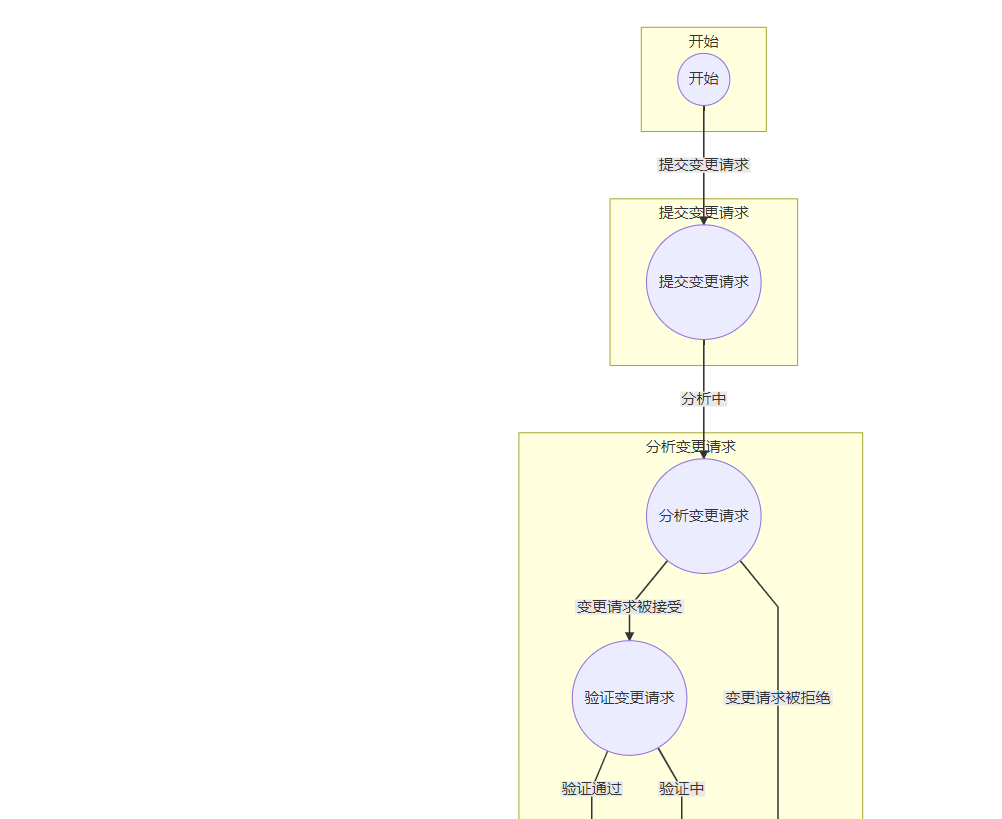 开始
开始
提交变更请求
提交变更请求
提交变更请求
分析中
分析变更请求
分析变更请求
变更请求被接受
验证变更请求
变更请求被拒绝
验证通过
验证中